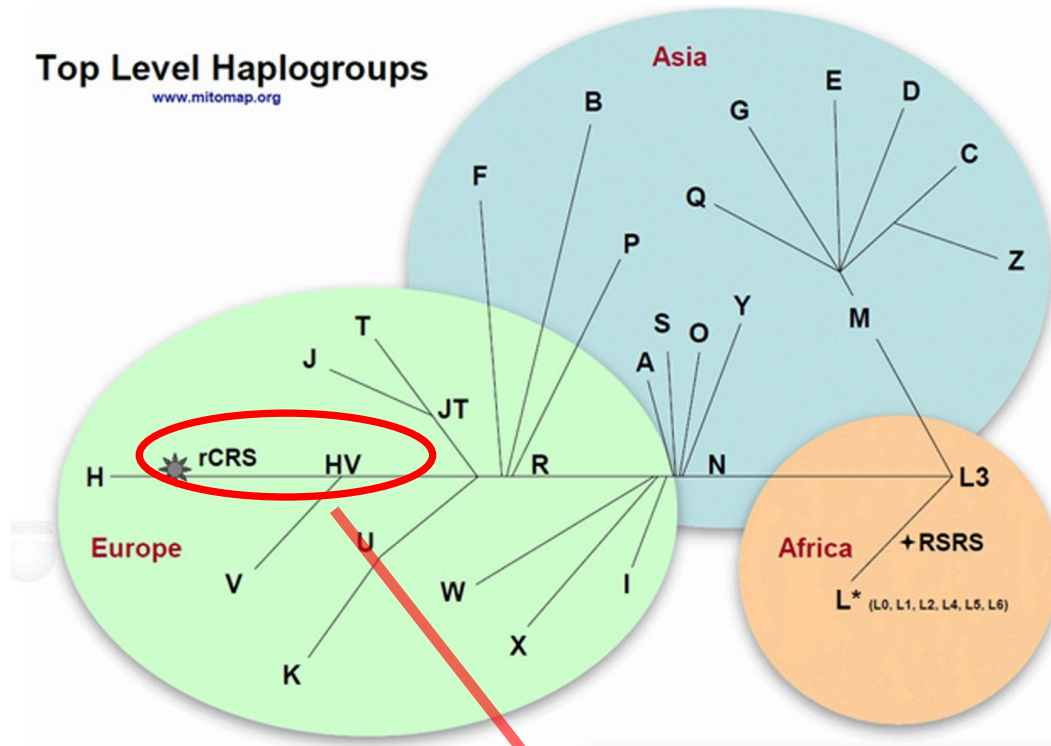 Top Level Haplogroups
www.mitomap.org
Asia
B
G
E
D
C
F
Q
P
Z
T
S
O
Y
M
J
A
JT
rCRS
HV
H
R
N
L3
Europe
U
Africa
RSRS
V
W
I
L* (L0, L1, L2, L4, L5, L6)
X
K